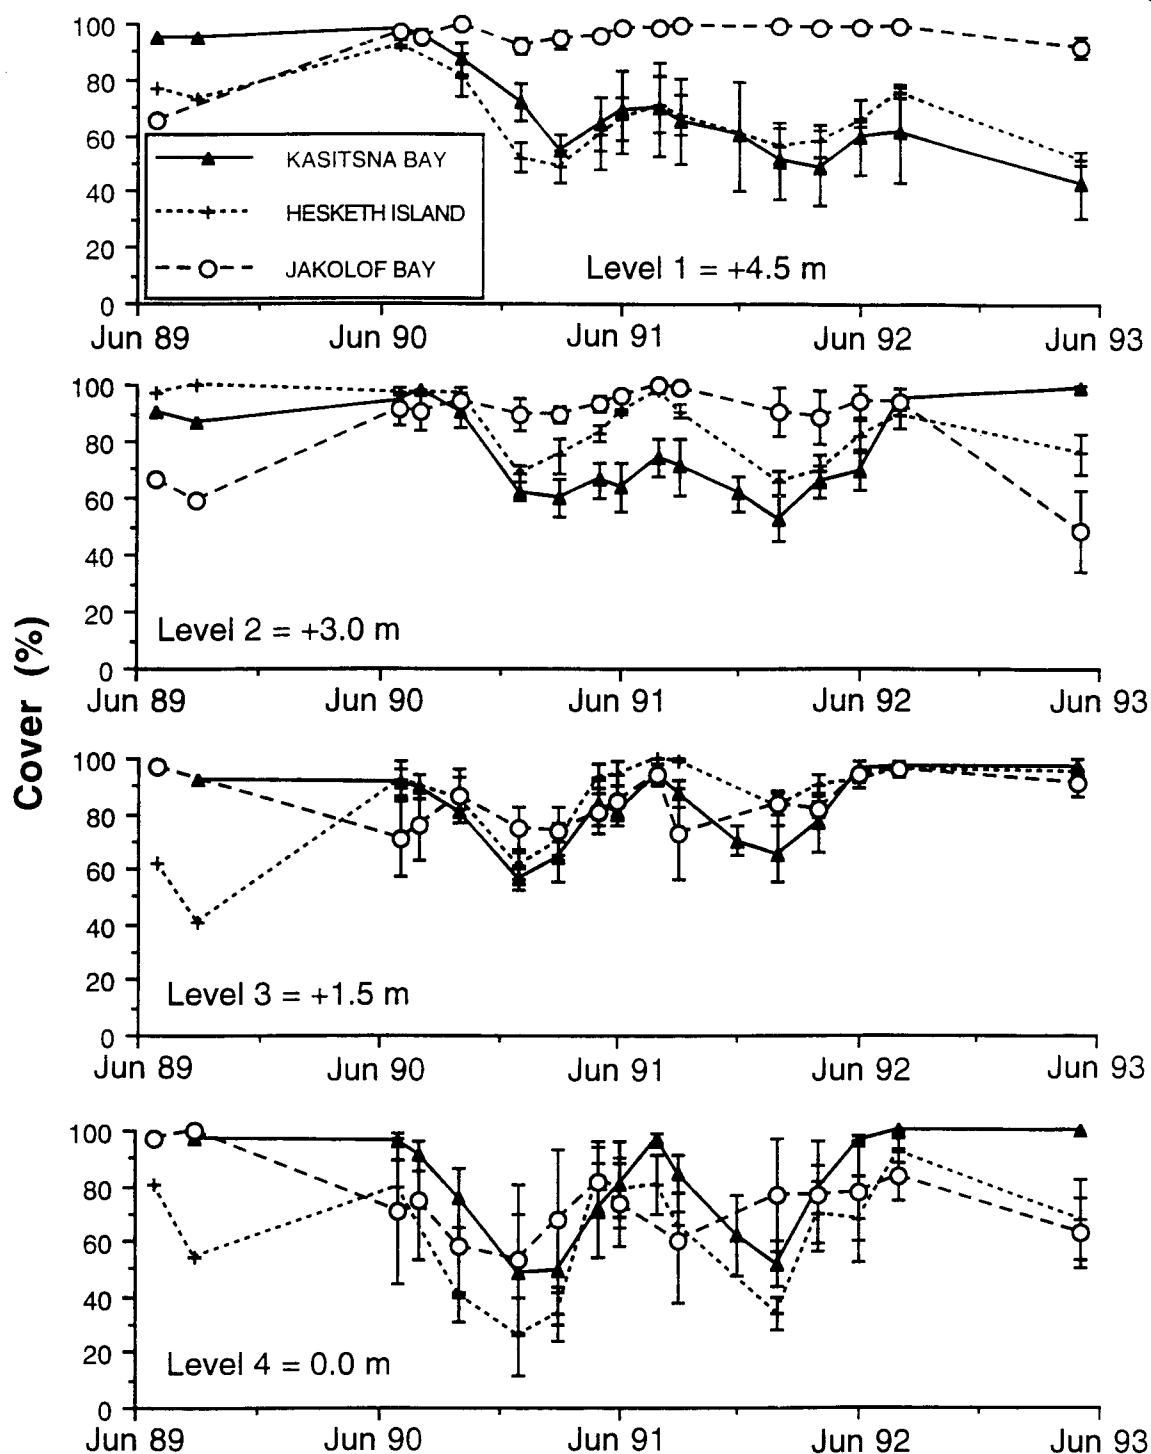 100
80
60
40
20
0
KASITSNA BAY
HESKETH ISLAND
JAKOLOF BAY
Level 1 = +4.5 m
Jun 89 Jun 90 Jun 91 Jun 92 Jun 93
100
80
60
40
20
0
Level 2 = +3.0 m
Jun 89 Jun 90 Jun 91 Jun 92 Jun 93
Cover (%)
100
80
60
40
20
0
Level 3 = +1.5 m
Jun 89 Jun 90 Jun 91 Jun 92 Jun 93
100
80
60
40
20
0
Level 4 = 0.0 m
Jun 89 Jun 90 Jun 91 Jun 92 Jun 93